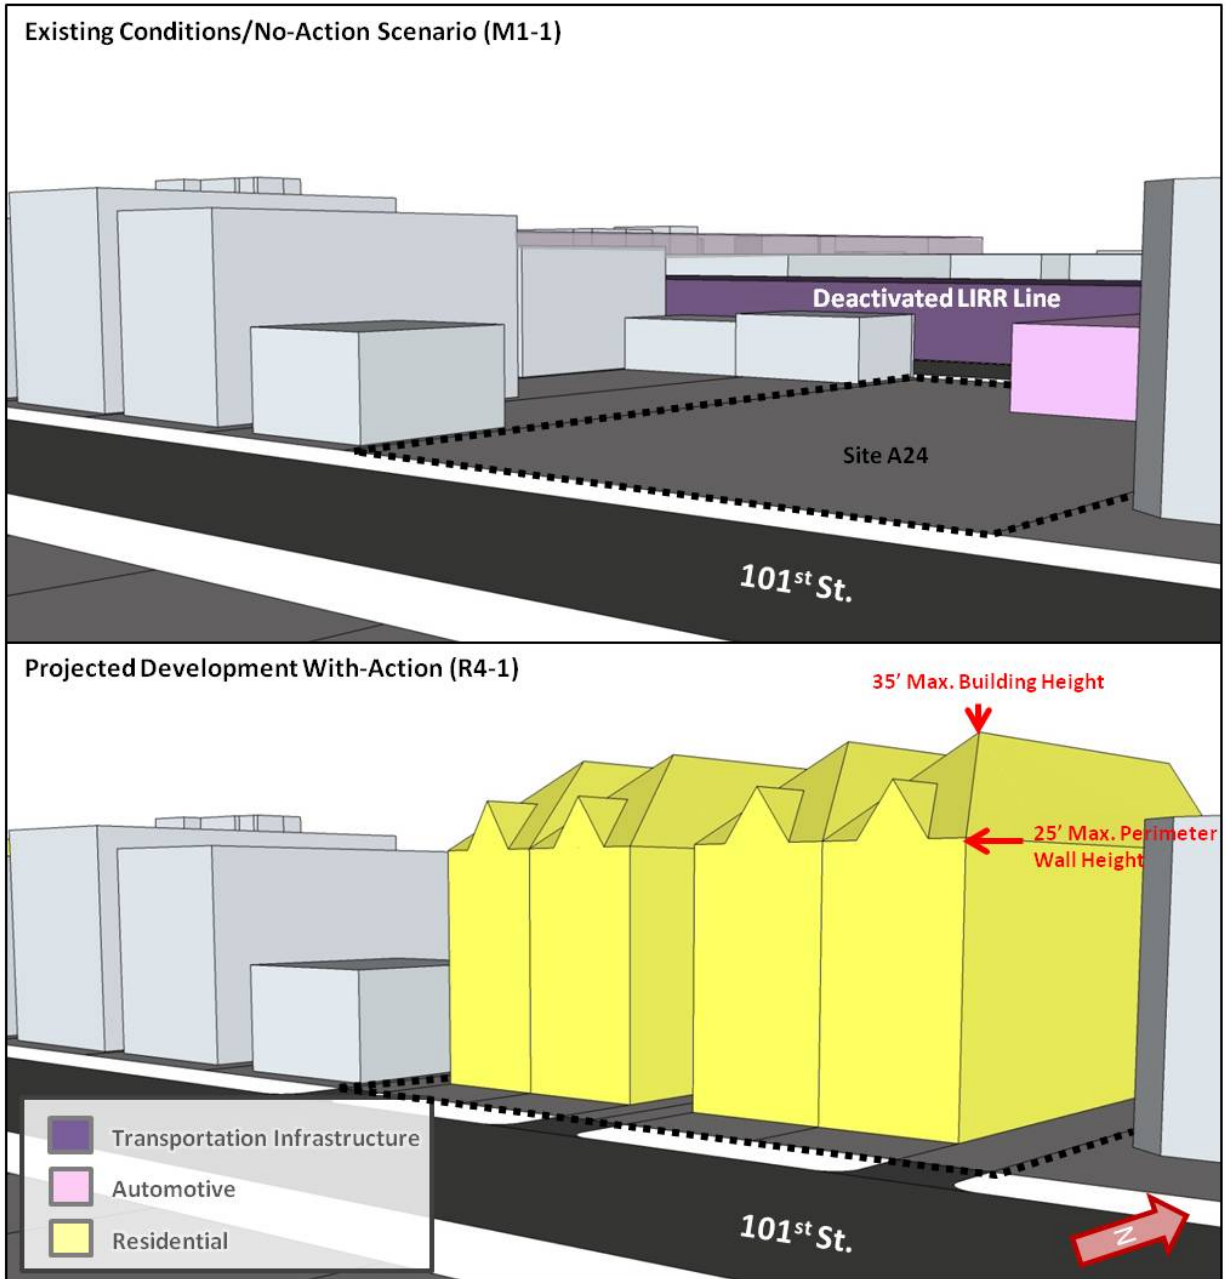 Existing Conditions/No-Action Scenario (M1-1)
Deactivated LIRR Line
Site A24
101st St.
Projected Development With-Action (R4-1)
35’ Max. Building Height
25’ Max. Perimeter
Wall Height
Transportation Infrastructure
Automotive
Residential
101st St.
N